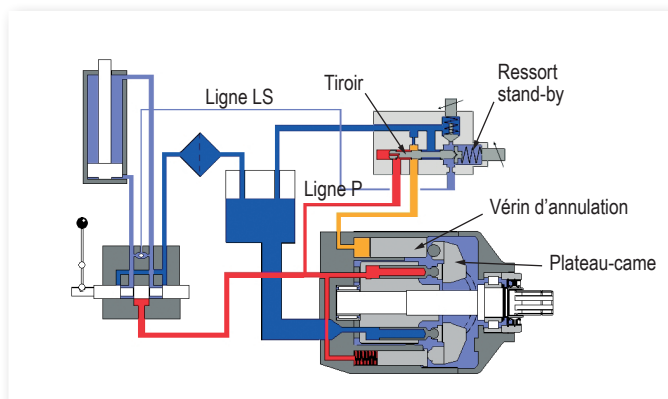 Ligne LS
Tiroir
Ressort
stand-by
Ligne P
Vérin d’annulation
Plateau-came